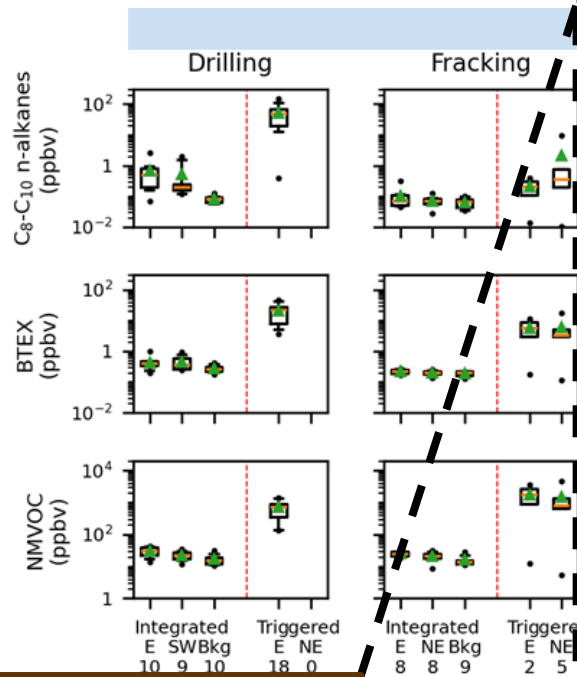 Drilling Fracking
C₈-C₁₀ n-alkanes
(ppbv)
10²
1
10⁻²
BTEX
(ppbv)
10²
1
10⁻²
NMVOC
(ppbv)
10⁴
10²
1
Integrated Triggered Integrated Triggere
E SW Bkg E NE E NE Bkg E NE
10 9 10 18 0 8 8 9 2 5